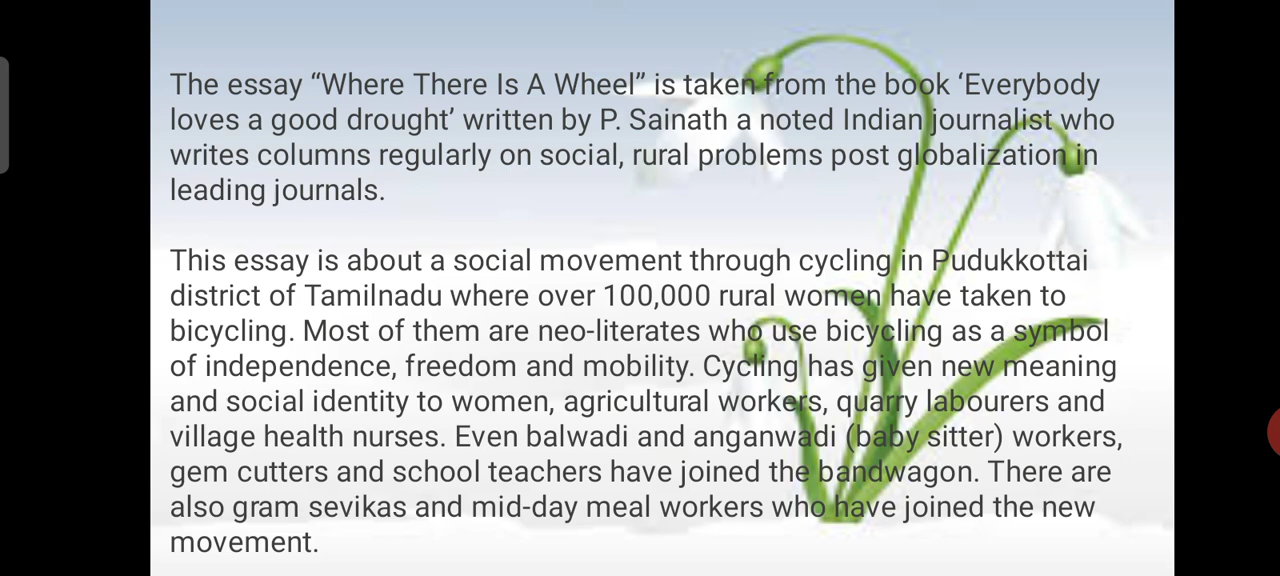 The essay “Where There Is A Wheel” is taken from the book ‘Everybody
loves a good drought’ written by P. Sainath a noted Indian journalist who
writes columns regularly on social, rural problems post globalization in
leading journals.
This essay is about a social movement through cycling in Pudukkottai
district of Tamilnadu where over 100,000 rural women have taken to
bicycling. Most of them are neo-literates who use bicycling as a symbol
of independence, freedom and mobility. Cycling has given new meaning
and social identity to women, agricultural workers, quarry labourers and
village health nurses. Even balwadi and anganwadi (baby sitter) workers,
gem cutters and school teachers have joined the bandwagon. There are
also gram sevikas and mid-day meal workers who have joined the new
movement.